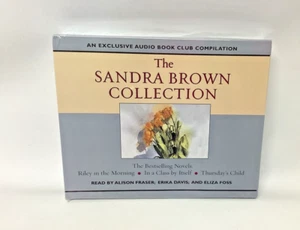 AN EXCLUSIVE AUDIO BOOK CLUB COMPILATION
The
SANDRA BROWN
COLLECTION
The Bestselling Novels
Riley in the Morning ◆ In a Class by Itself ◆ Thursday's Child
READ BY ALISON FRASER, ERIKA DAVIS, AND ELIZA FOSS